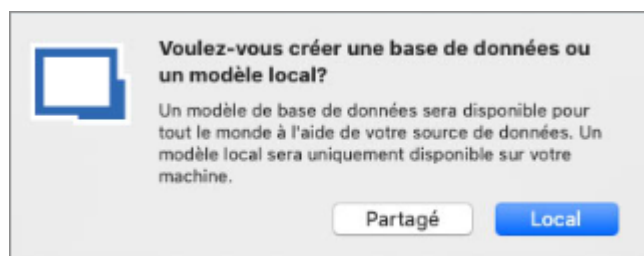 Voulez-vous créer une base de données ou
un modèle local?
Un modèle de base de données sera disponible pour
tout le monde à l'aide de votre source de données. Un
modèle local sera uniquement disponible sur votre
machine.
Partagé
Local